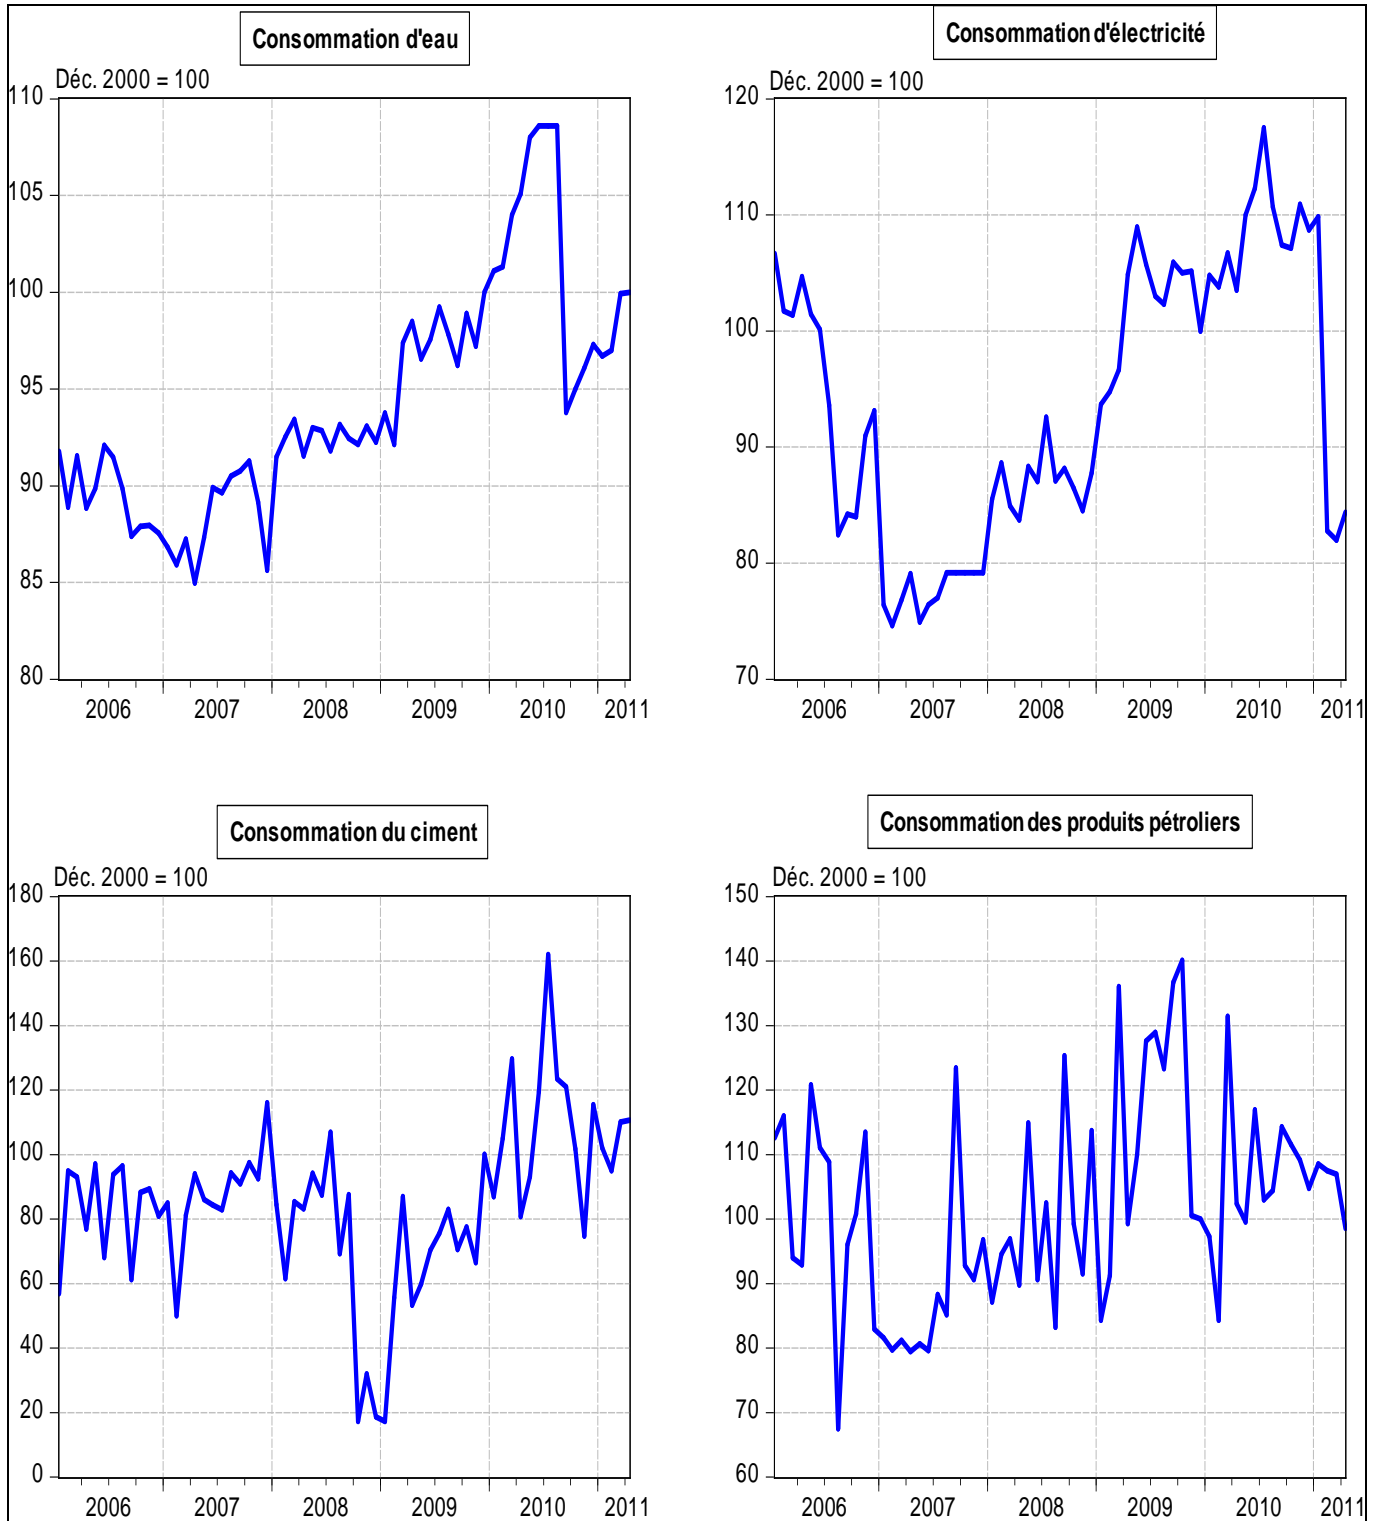 Consommation d'eau
Déc. 2000 = 100
110
105
100
95
90
85
80
2006 2007 2008 2009 2010 2011
Consommation d'électricité
Déc. 2000 = 100
120
110
100
90
80
70
2006 2007 2008 2009 2010 2011
Consommation du ciment
Déc. 2000 = 100
180
160
140
120
100
80
60
40
20
0
2006 2007 2008 2009 2010 2011
Consommation des produits pétroliers
Déc. 2000 = 100
150
140
130
120
110
100
90
80
70
60
2006 2007 2008 2009 2010 2011